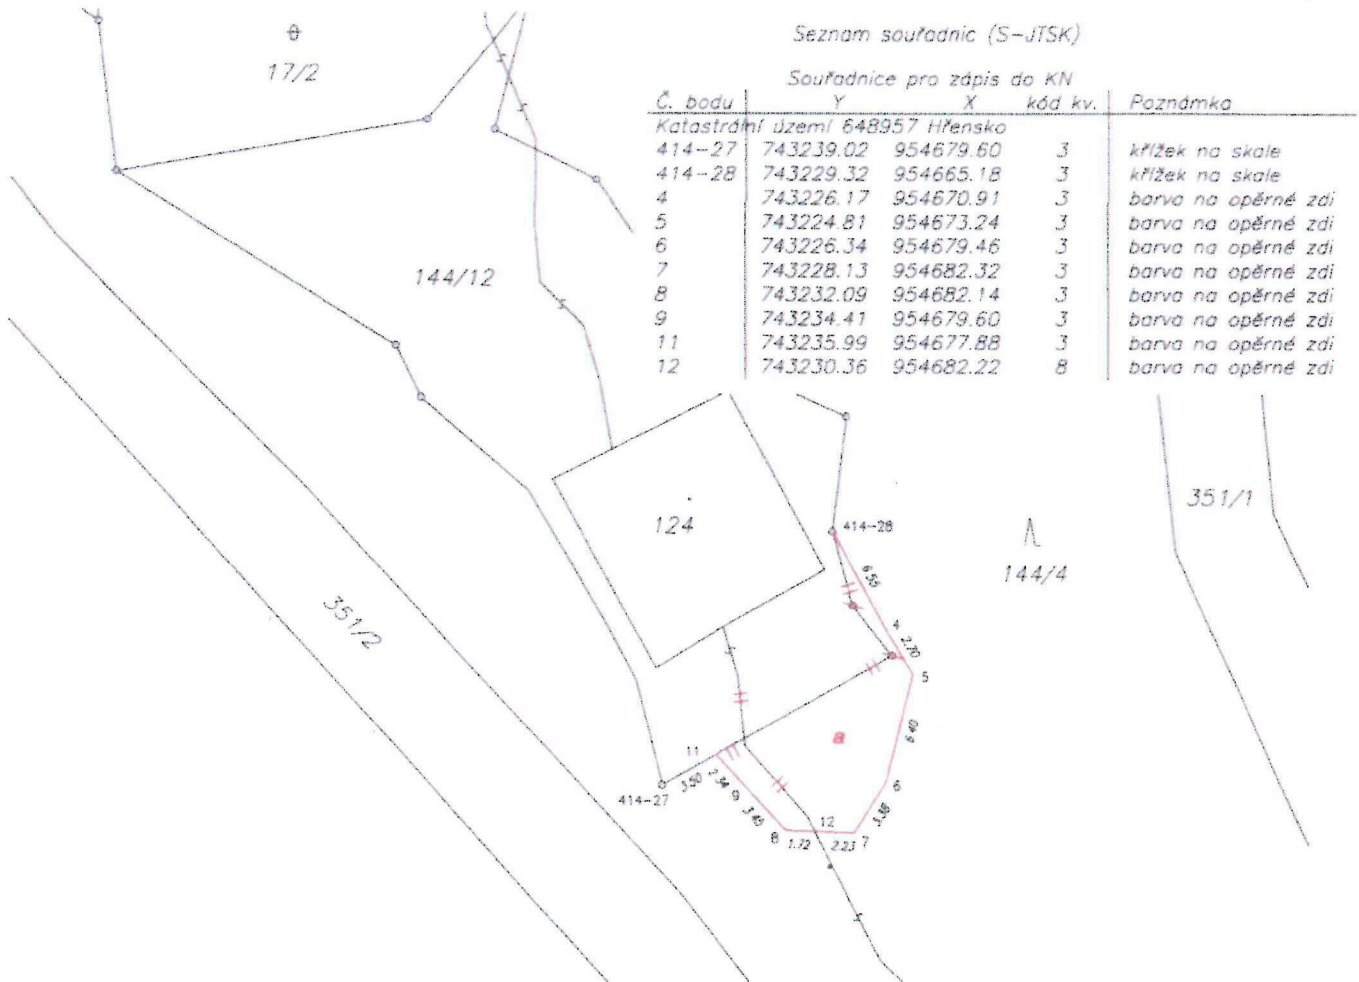 Seznam souřadnic (S-JTSK)
Souřadnice pro zápis do KN
Č. bodu Y X kód kv. Poznámka
Katastrální území 648957 Hřensko
414-27 743239.02 954679.60 3 křížek na skale
414-28 743229.32 954665.18 3 křížek na skale
4 743226.17 954670.91 3 barva na opěrné zdi
5 743224.81 954673.24 3 barva na opěrné zdi
6 743226.34 954679.46 3 barva na opěrné zdi
7 743228.13 954682.32 3 barva na opěrné zdi
8 743232.09 954682.14 3 barva na opěrné zdi
9 743234.41 954679.60 3 barva na opěrné zdi
11 743235.99 954677.88 3 barva na opěrné zdi
12 743230.36 954682.22 8 barva na opěrné zdi
17/2
144/12
351/1
124
414-28
144/4
6.55
351/2
4
2.70
5
a
6.40
11
3.50
2.34
9
6
414-27
3.45
3.38
8
12
1.72
2.23
7